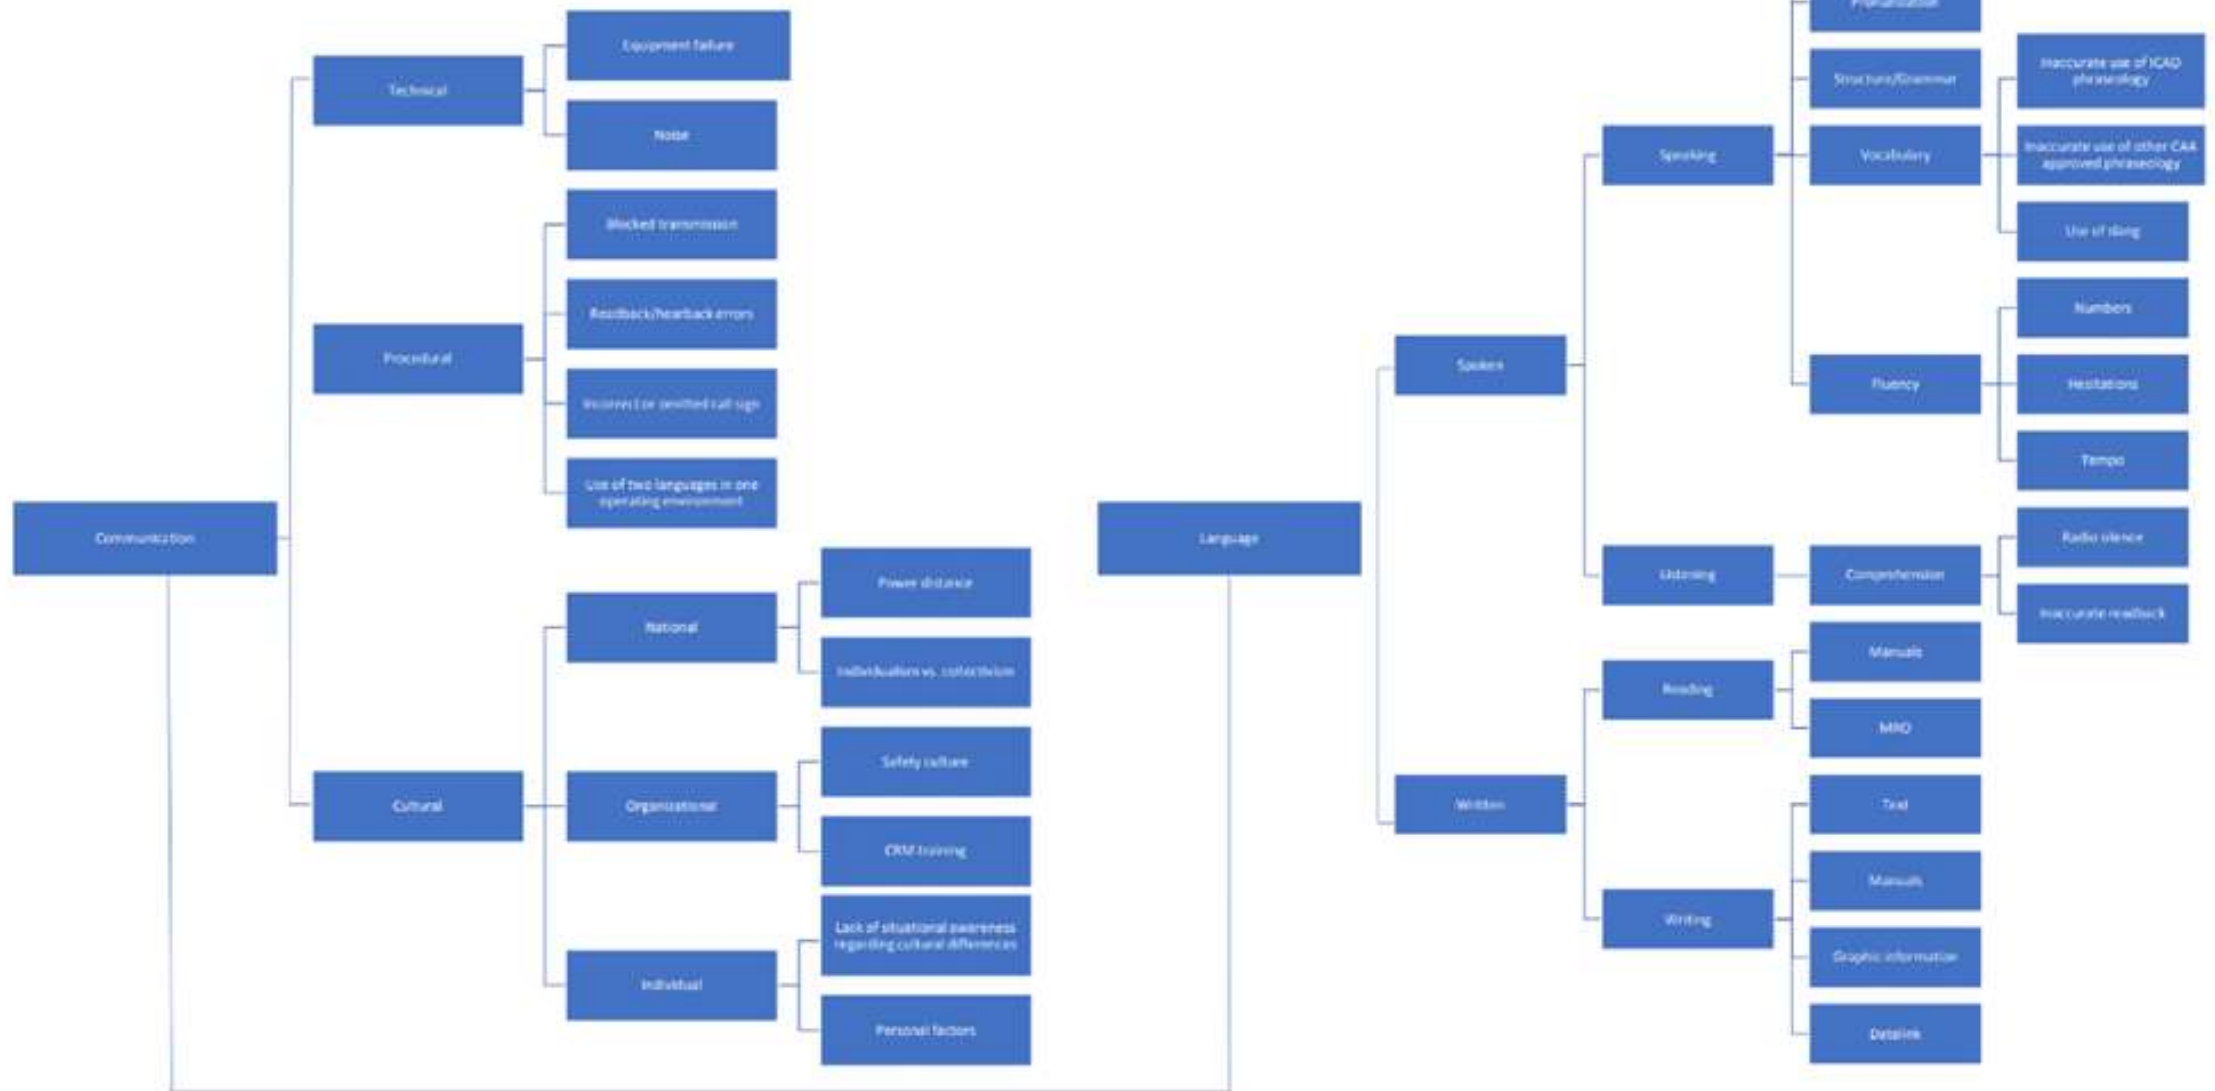 Communication
Technical
Equipment failure
Noise
Procedural
Blocked transmission
Readback/hearback errors
Incorrect or omitted call sign
Use of two languages in one
operating environment
Cultural
National
Power distance
Individualism vs. collectivism
Organizational
Safety culture
CRM training
Individual
Lack of situational awareness
regarding cultural differences
Personal factors
Language
Spoken
Speaking
Structure/Grammar
Vocabulary
Inaccurate use of ICAO
phraseology
Inaccurate use of other CAA
approved phraseology
Use of slang
Fluency
Numbers
Hesitations
Tempo
Listening
Comprehension
Radio silence
Inaccurate readback
Written
Reading
Manuals
MRO
Writing
Text
Manuals
Graphic information
Datalink